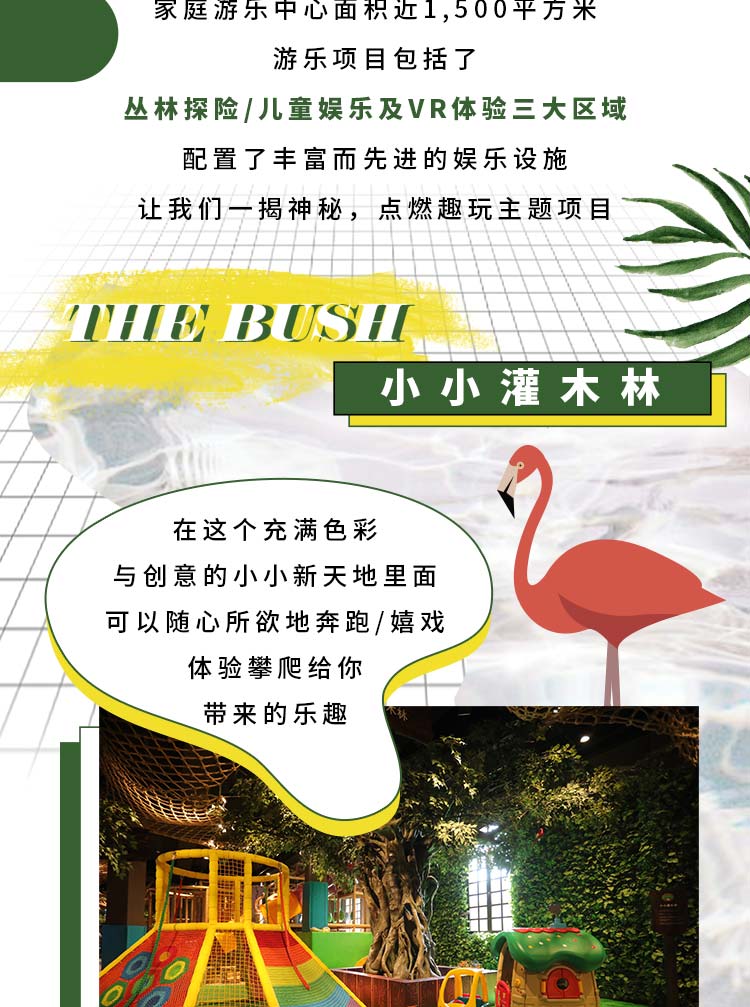 家庭游乐中心面积近1,500平方米
游乐项目包括了
丛林探险/儿童娱乐及VR体验三大区域
配置了丰富而先进的娱乐设施
让我们一揭神秘，点燃趣玩主题项目
THE BUSH
小小灌木林
在这个充满色彩
与创意的小小新天地里面
可以随心所欲地奔跑/嬉戏
体验攀爬给你
带来的乐趣